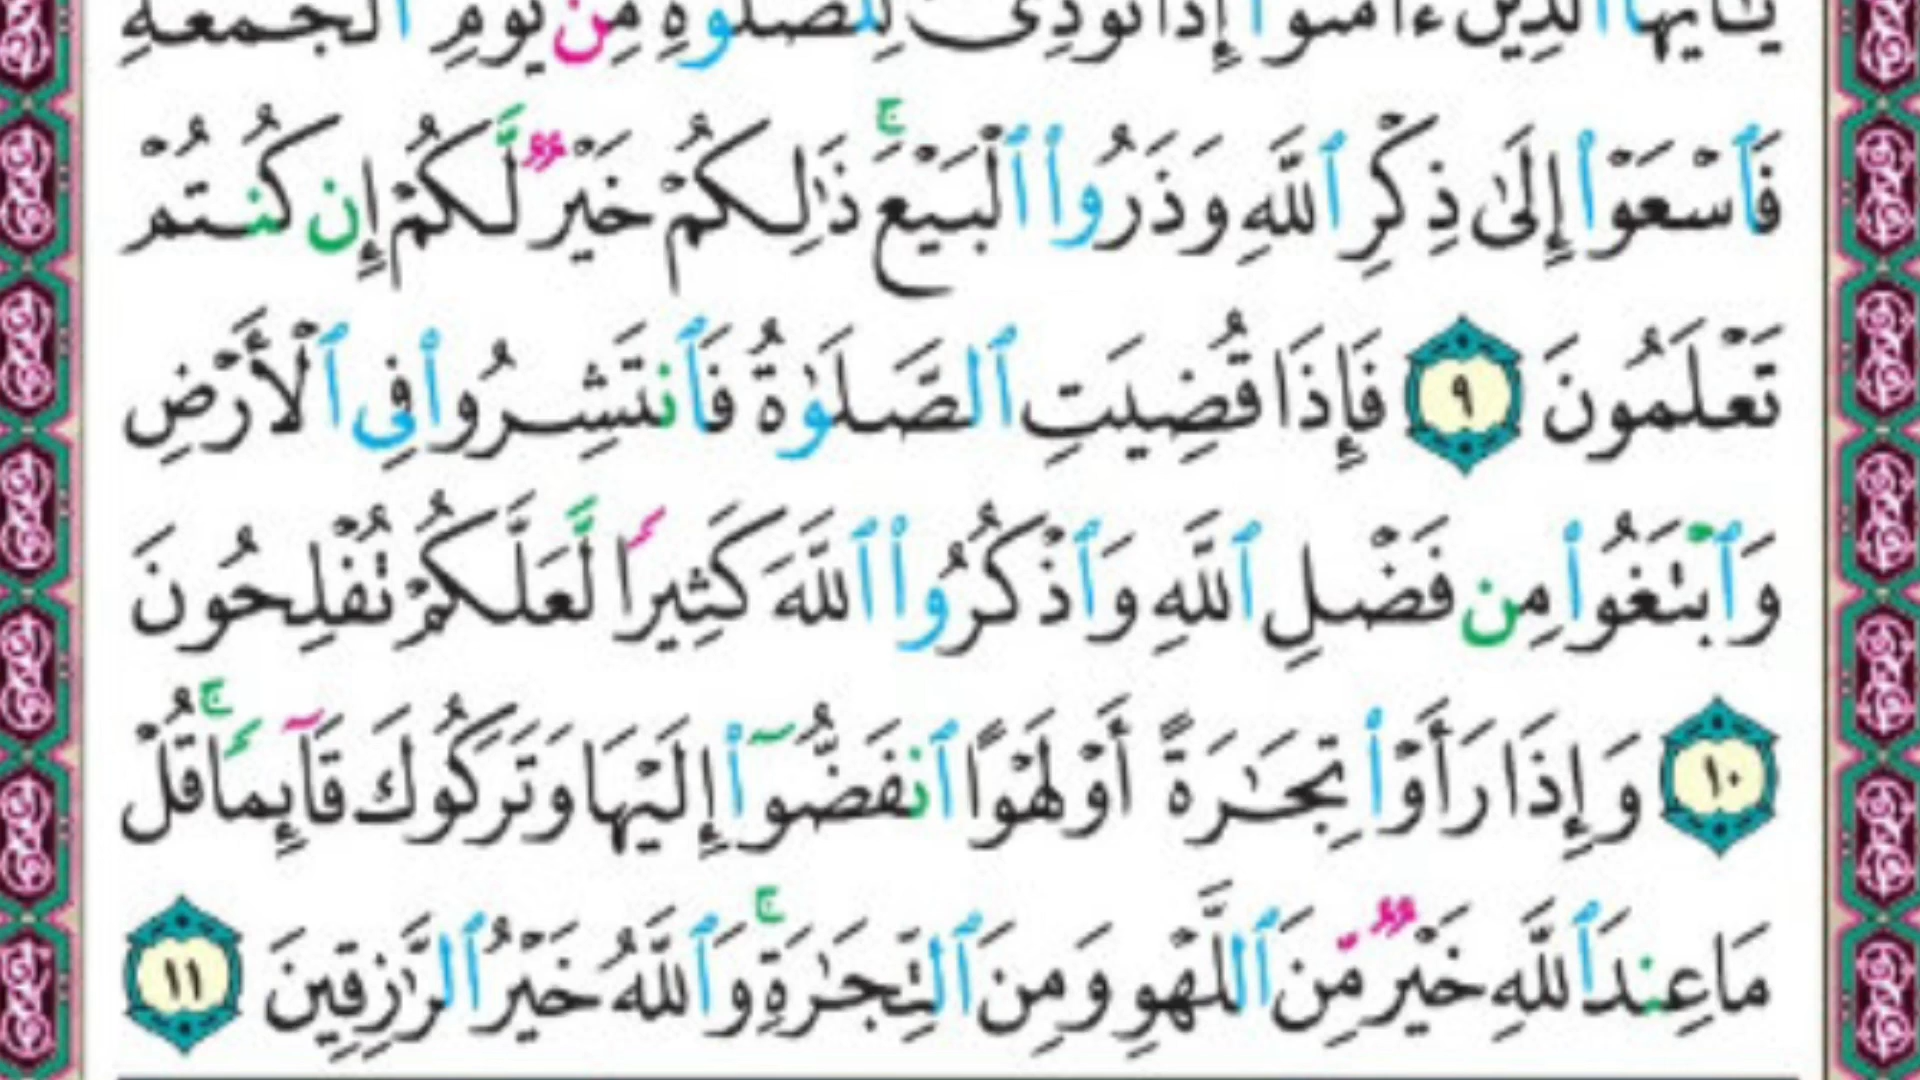 يَـٰٓأَيُّهَا ٱلَّذِينَ ءَامَنُوٓا۟ إِذَا نُودِىَ لِلصَّلَوٰةِ مِن يَوْمِ ٱلْجُمُعَةِ
فَٱسْعَوْا۟ إِلَىٰ ذِكْرِ ٱللَّهِ وَذَرُوا۟ ٱلْبَيْعَ ۚ ذَٰلِكُمْ خَيْرٌ لَّكُمْ إِن كُنتُمْ
تَعْلَمُونَ ٩ فَإِذَا قُضِيَتِ ٱلصَّلَوٰةُ فَٱنتَشِرُوا۟ فِى ٱلْأَرْضِ
وَٱبْتَغُوا۟ مِن فَضْلِ ٱللَّهِ وَٱذْكُرُوا۟ ٱللَّهَ كَثِيرًا لَّعَلَّكُمْ تُفْلِحُونَ
١٠ وَإِذَا رَأَوْا۟ تِجَـٰرَةً أَوْ لَهْوًا ٱنفَضُّوٓا۟ إِلَيْهَا وَتَرَكُوكَ قَآئِمًا ۚ قُلْ
مَا عِندَ ٱللَّهِ خَيْرٌ مِّنَ ٱللَّهْوِ وَمِنَ ٱلتِّجَـٰرَةِ ۚ وَٱللَّهُ خَيْرُ ٱلرَّٰزِقِينَ ١١